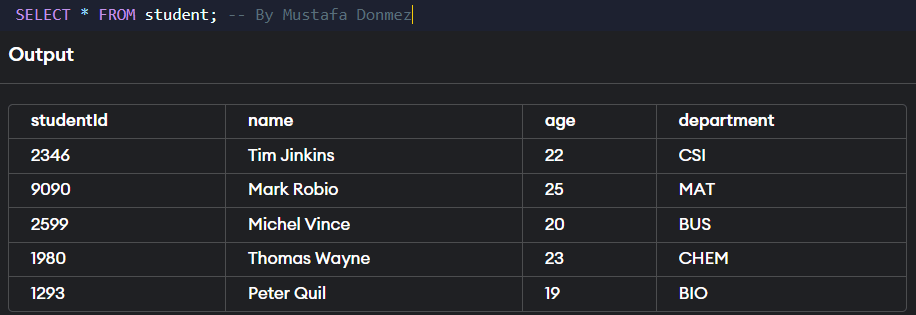 SELECT * FROM student; -- By Mustafa Donmez
Output
studentId name age department
2346 Tim Jinkins 22 CSI
9090 Mark Robio 25 MAT
2599 Michel Vince 20 BUS
1980 Thomas Wayne 23 CHEM
1293 Peter Quil 19 BIO